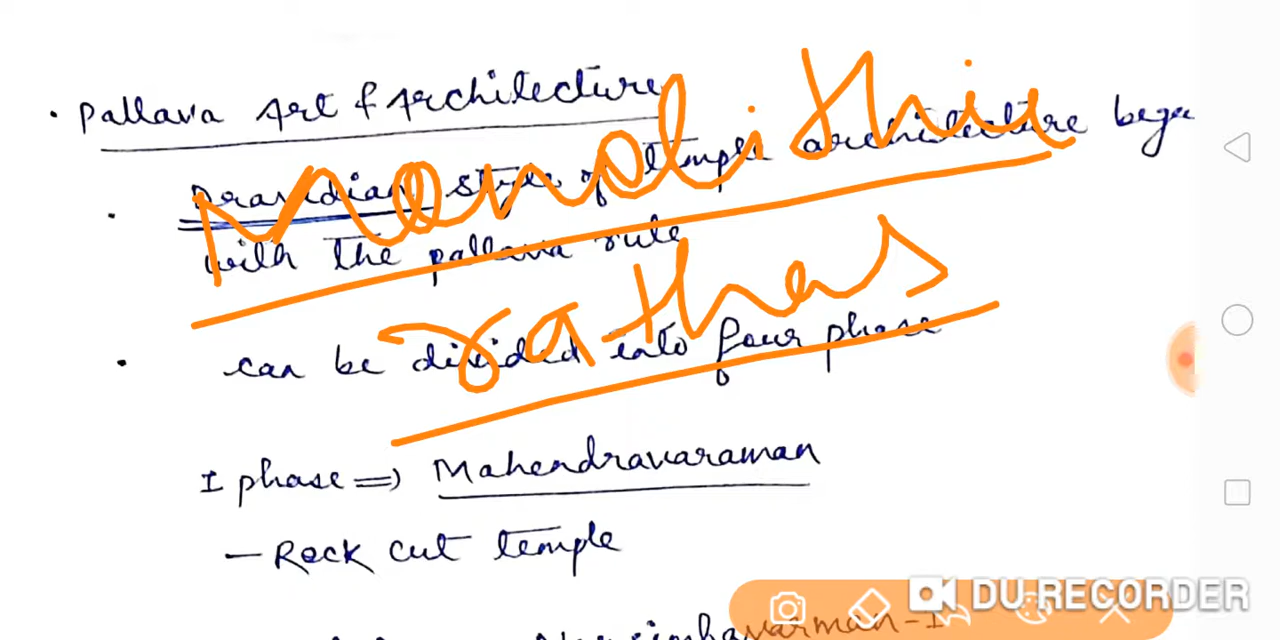 • Pallava Art & Architecture
• Dravidian style of temple architecture began
with the pallava rule
• can be divided into four phase
Monolithic
rathas
I phase ⇒ Mahendravaraman
– Rock cut temple
DU RECORDER